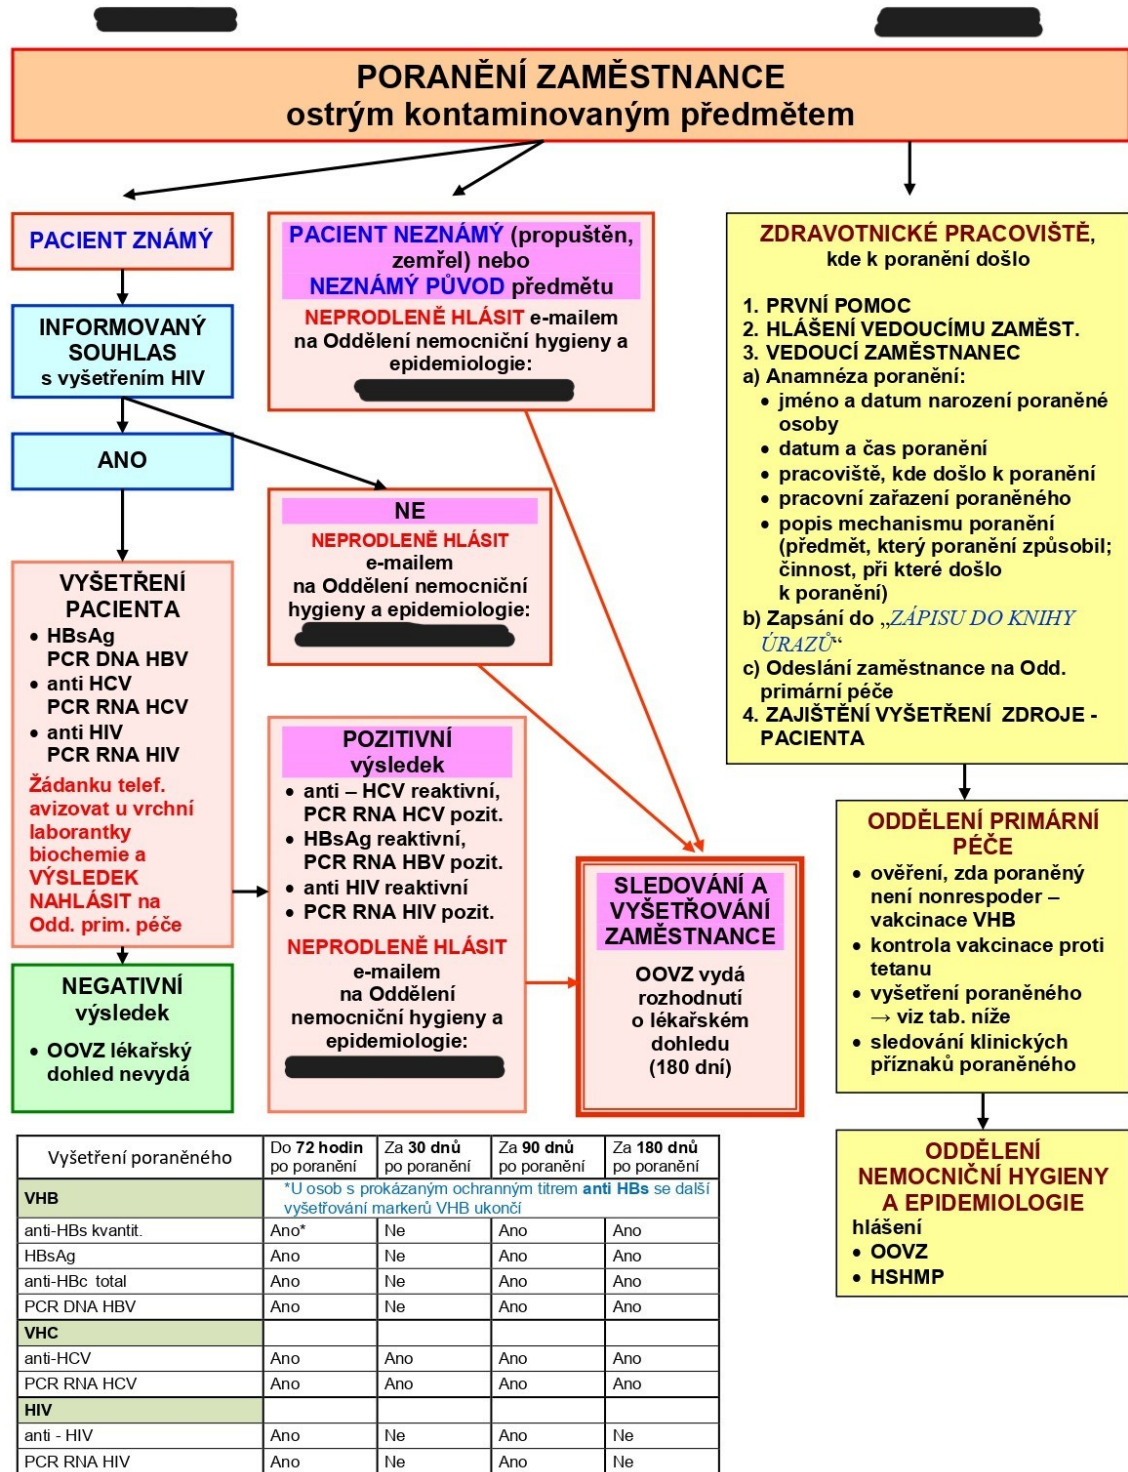 PORANĚNÍ ZAMĚSTNANCE
ostrým kontaminovaným předmětem
PACIENT ZNÁMÝ
INFORMOVANÝ
SOUHLAS
s vyšetřením HIV
ANO
VYŠETŘENÍ
PACIENTA
• HBsAg
PCR DNA HBV
• anti HCV
PCR RNA HCV
• anti HIV
PCR RNA HIV
Žádanku telef.
avizovat u vrchní
laborantky
biochemie a
VÝSLEDEK
NAHLÁSIT na
Odd. prim. péče
NEGATIVNÍ
výsledek
• OOVZ lékařský
dohled nevydá
PACIENT NEZNÁMÝ (propuštěn,
zemřel) nebo
NEZNÁMÝ PŮVOD předmětu
NEPRODLENĚ HLÁSIT e-mailem
na Oddělení nemocniční hygieny a
epidemiologie:
NE
NEPRODLENĚ HLÁSIT
e-mailem
na Oddělení nemocniční
hygieny a epidemiologie:
POZITIVNÍ
výsledek
• anti – HCV reaktivní,
PCR RNA HCV pozit.
• HBsAg reaktivní,
PCR RNA HBV pozit.
• anti HIV reaktivní
• PCR RNA HIV pozit.
NEPRODLENĚ HLÁSIT
e-mailem
na Oddělení
nemocniční hygieny a
epidemiologie:
SLEDOVÁNÍ A
VYŠETŘOVÁNÍ
ZAMĚSTNANCE
OOVZ vydá
rozhodnutí
o lékařském
dohledu
(180 dní)
ZDRAVOTNICKÉ PRACOVIŠTĚ,
kde k poranění došlo
1. PRVNÍ POMOC
2. HLÁŠENÍ VEDOUCÍMU ZAMĚST.
3. VEDOUCÍ ZAMĚSTNANEC
a) Anamnéza poranění:
• jméno a datum narození poraněné
osoby
• datum a čas poranění
• pracoviště, kde došlo k poranění
• pracovní zařazení poraněného
• popis mechanismu poranění
(předmět, který poranění způsobil;
činnost, při které došlo
k poranění)
b) Zapsání do „ZÁPISU DO KNIHY
ÚRAZŮ“
c) Odeslání zaměstnance na Odd.
primární péče
4. ZAJIŠTĚNÍ VYŠETŘENÍ ZDROJE -
PACIENTA
ODDĚLENÍ PRIMÁRNÍ
PÉČE
• ověření, zda poraněný
není nonrespoder –
vakcinace VHB
• kontrola vakcinace proti
tetanu
• vyšetření poraněného
→ viz tab. níže
• sledování klinických
příznaků poraněného
ODDĚLENÍ
NEMOCNIČNÍ HYGIENY
A EPIDEMIOLOGIE
hlášení
• OOVZ
• HSHMP
Vyšetření poraněného Do 72 hodin po poranění Za 30 dnů po poranění Za 90 dnů po poranění Za 180 dnů po poranění
VHB *U osob s prokázaným ochranným titrem anti HBs se další
vyšetřování markerů VHB ukončí
anti-HBs kvantit. Ano* Ne Ano Ano
HBsAg Ano Ne Ano Ano
anti-HBc total Ano Ne Ano Ano
PCR DNA HBV Ano Ne Ano Ano
VHC
anti-HCV Ano Ano Ano Ano
PCR RNA HCV Ano Ano Ano Ano
HIV
anti - HIV Ano Ne Ano Ne
PCR RNA HIV Ano Ne Ano Ne